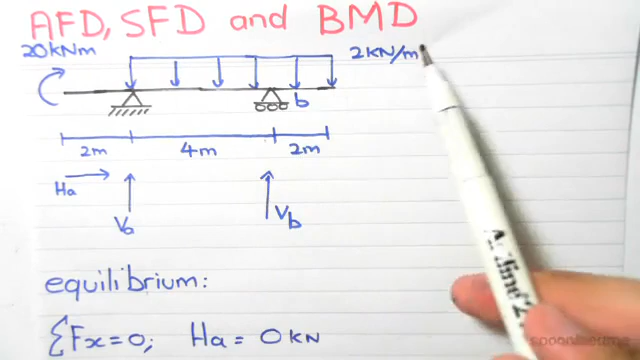 AFD, SFD and BMD
20kNm
2KN/m
b
2m 4m 2m
Ha
Va
Vb
equilibrium:
∑Fx=0; Ha= 0KN